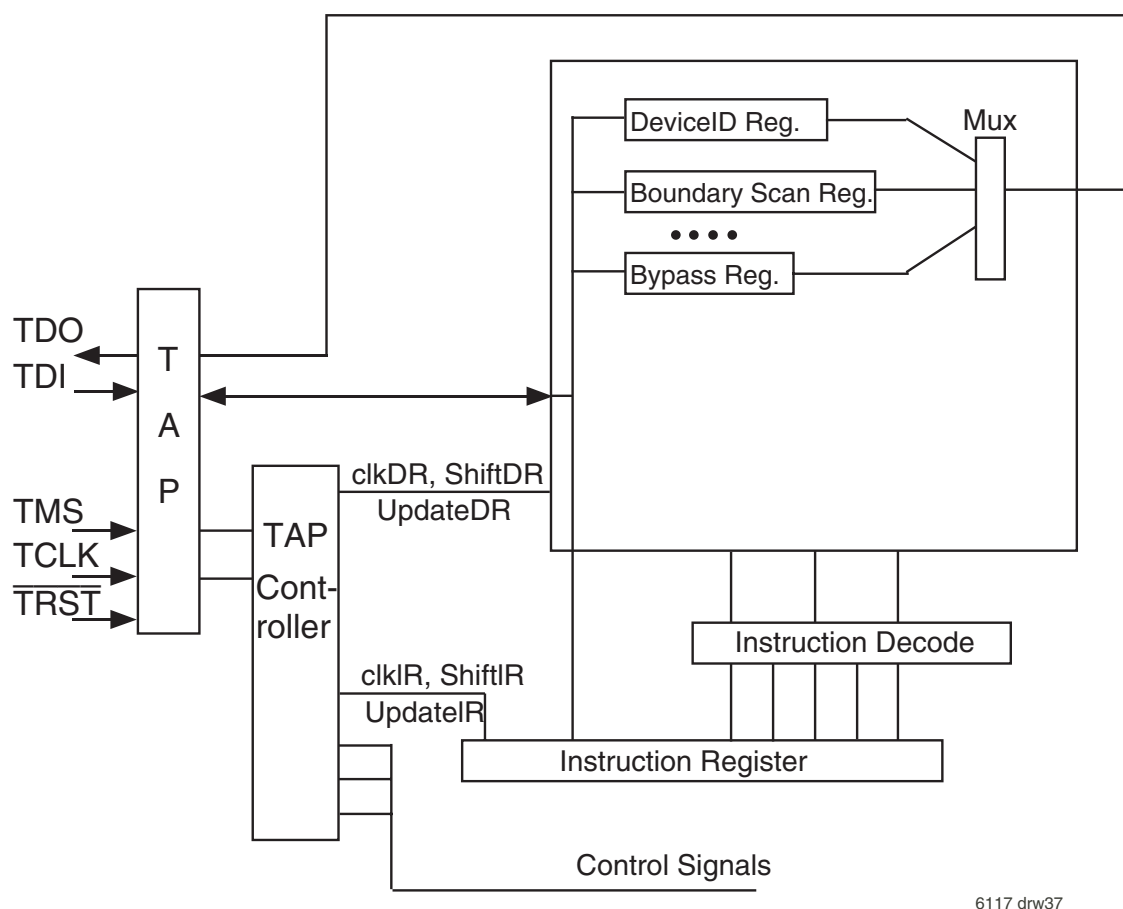 DeviceID Reg.
Mux
Boundary Scan Reg.
Bypass Reg.
TDO
TDI
T
A
P
TMS
TCLK
TRST
TAP
Cont-
roller
clkDR, ShiftDR
UpdateDR
Instruction Decode
clkIR, ShiftIR
UpdateIR
Instruction Register
Control Signals
6117 drw37